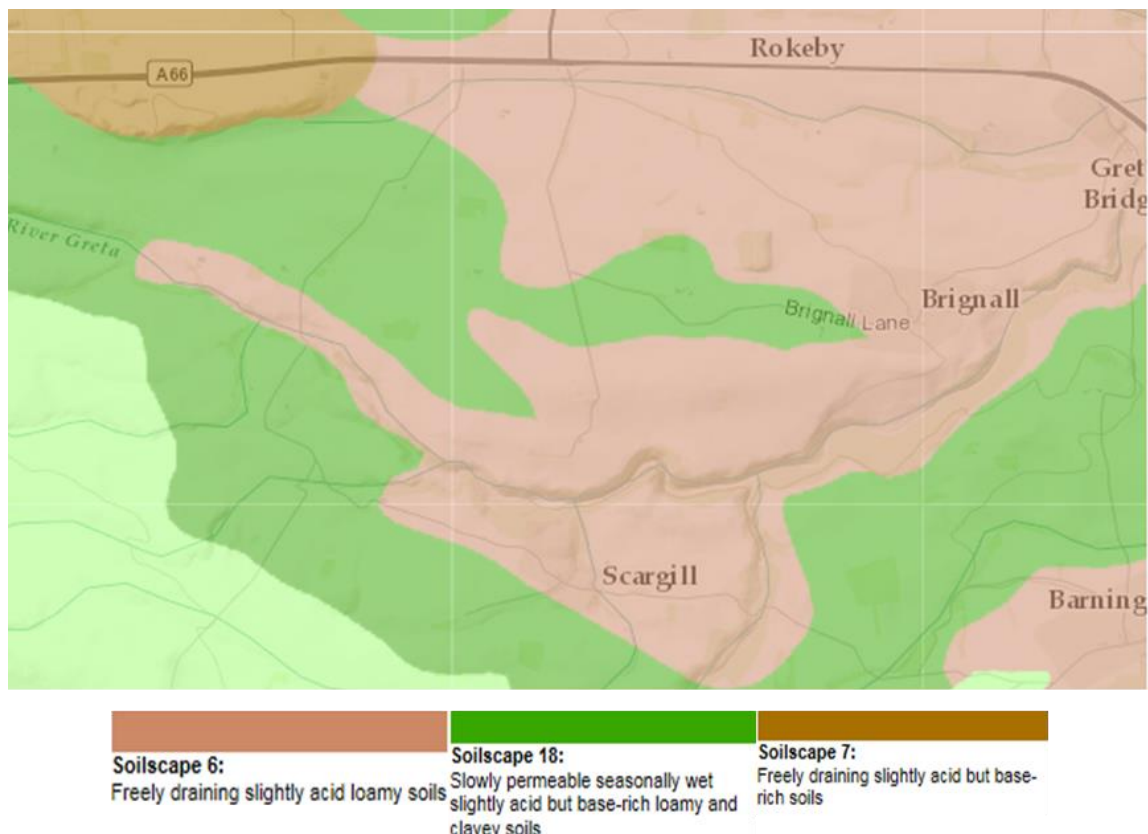 Rokeby
A66
Gret
Bridg
River Greta
Brignall
Brignall Lane
Scargill
Barning
Soilscape 6:
Freely draining slightly acid loamy soils
Soilscape 18:
Slowly permeable seasonally wet
slightly acid but base-rich loamy and
clayey soils
Soilscape 7:
Freely draining slightly acid but base-
rich soils